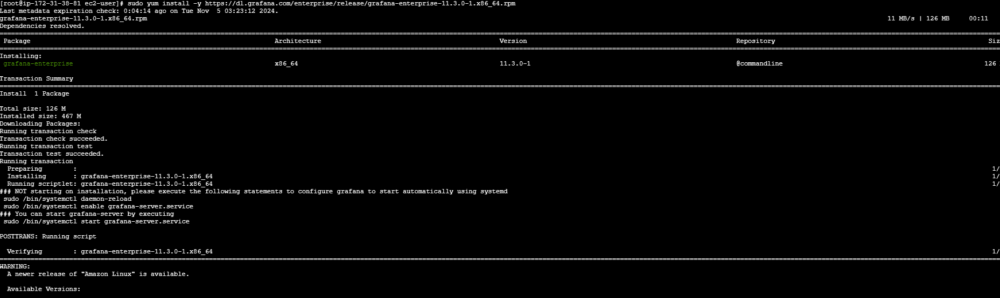 [root@ip-172-31-38-81 ec2-user]# sudo yum install -y https://dl.grafana.com/enterprise/release/grafana-enterprise-11.3.0-1.x86_64.rpm
Last metadata expiration check: 0:04:14 ago on Tue Nov  5 03:23:12 2024.
grafana-enterprise-11.3.0-1.x86_64.rpm 11 MB/s | 126 MB 00:11
Dependencies resolved.
Package Architecture Version Repository Siz
Installing:
grafana-enterprise x86_64 11.3.0-1 @commandline 126
Transaction Summary
Install  1 Package
Total size: 126 M
Installed size: 467 M
Downloading Packages:
Running transaction check
Transaction check succeeded.
Running transaction test
Transaction test succeeded.
Running transaction
Preparing : 1/
Installing : grafana-enterprise-11.3.0-1.x86_64 1/
Running scriptlet: grafana-enterprise-11.3.0-1.x86_64 1/
### NOT starting on installation, please execute the following statements to configure grafana to start automatically using systemd
sudo /bin/systemctl daemon-reload
sudo /bin/systemctl enable grafana-server.service
### You can start grafana-server by executing
sudo /bin/systemctl start grafana-server.service
POSTTRANS: Running script
Verifying : grafana-enterprise-11.3.0-1.x86_64 1/
WARNING:
A newer release of "Amazon Linux" is available.
Available Versions: